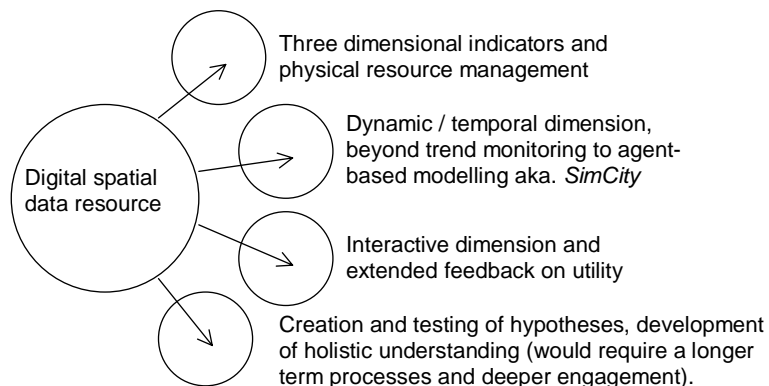 Three dimensional indicators and
physical resource management
Dynamic / temporal dimension,
beyond trend monitoring to agent-
based modelling aka. SimCity
Digital spatial
data resource
Interactive dimension and
extended feedback on utility
Creation and testing of hypotheses, development
of holistic understanding (would require a longer
term processes and deeper engagement).